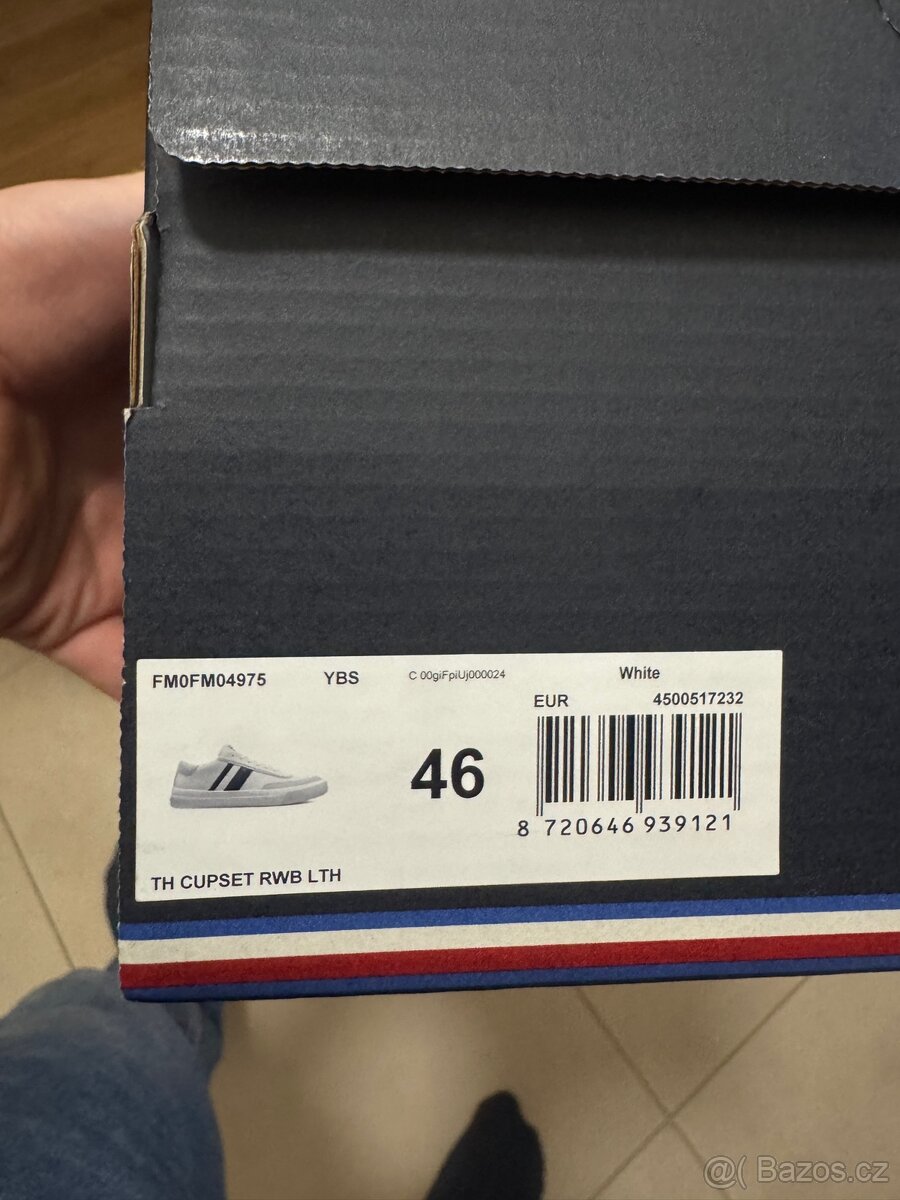 FM0FM04975 YBS C 00giFpiUj000024 White
EUR 4500517232
46
8 720646 939121
TH CUPSET RWB LTH
@( Bazos.cz